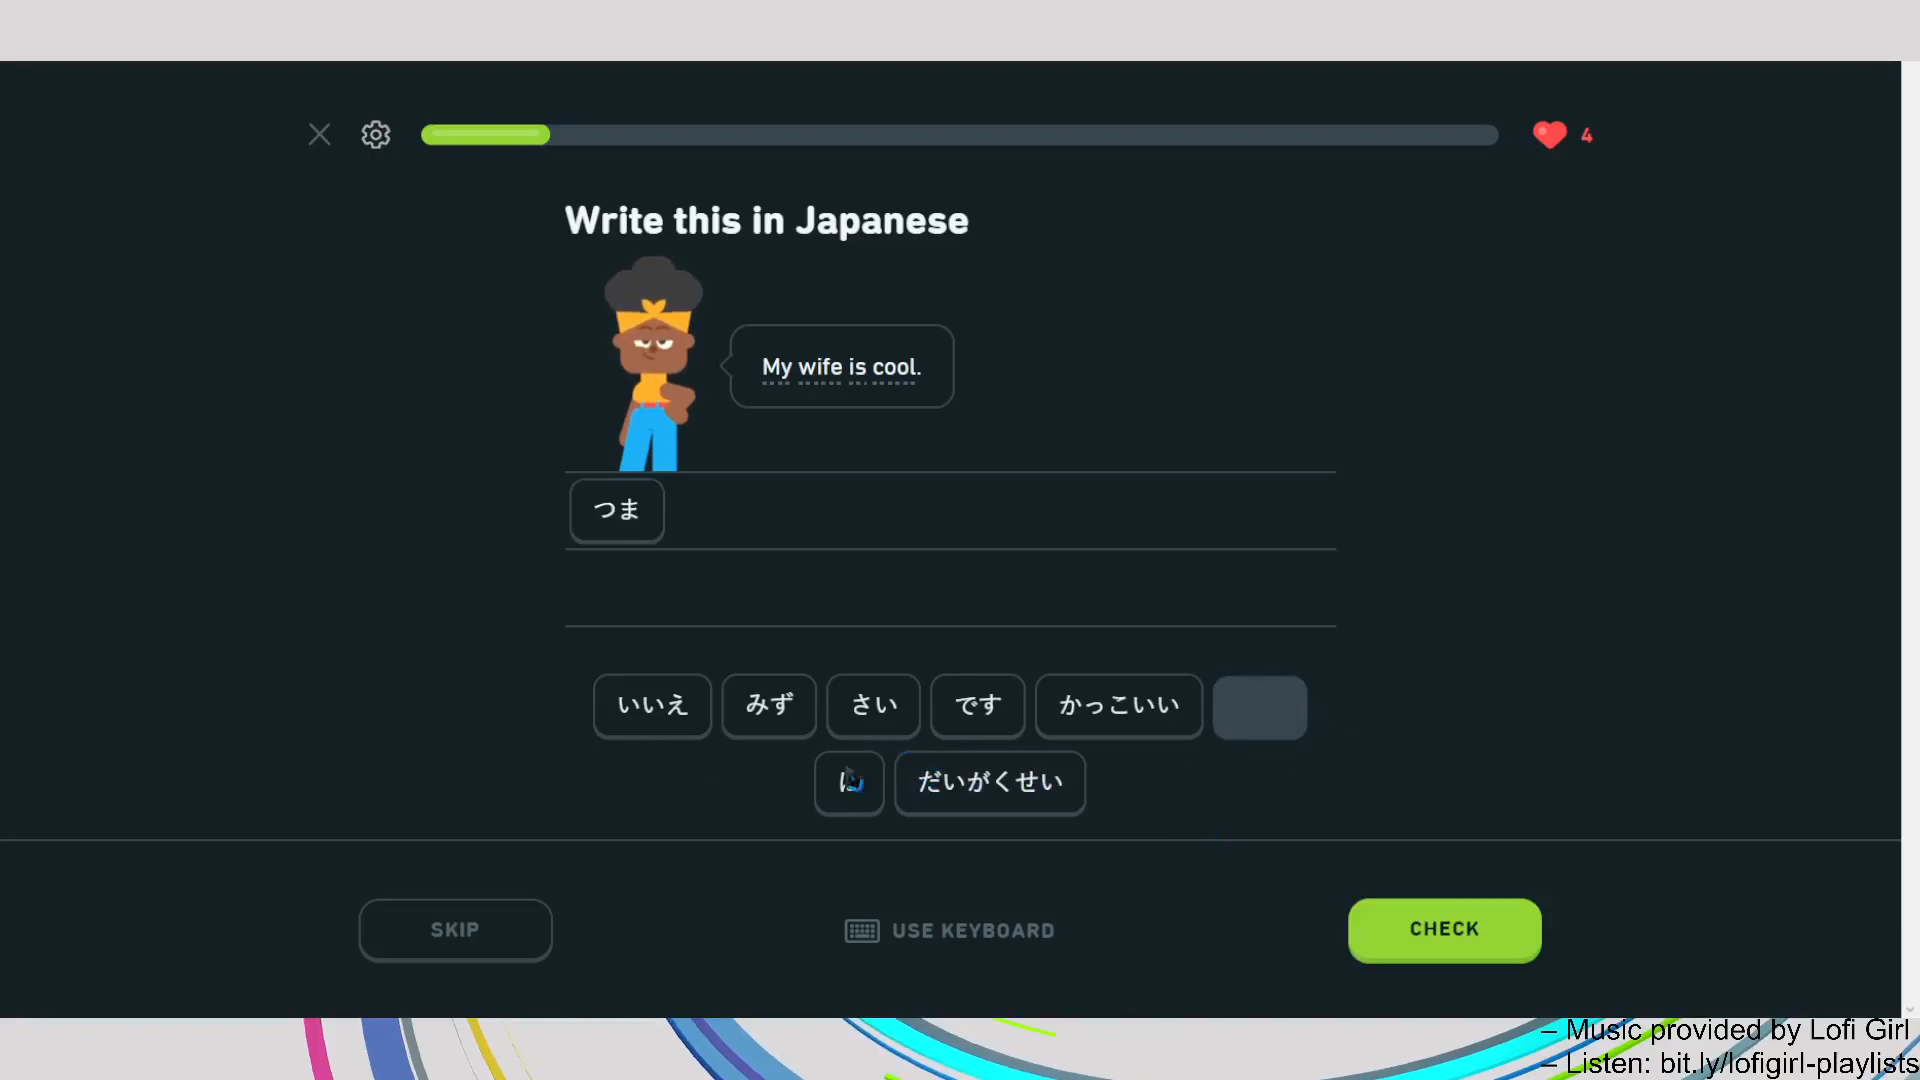 4
Write this in Japanese
My wife is cool.
つま
いいえ みず さい です かっこいい
だいがくせい
SKIP USE KEYBOARD CHECK
– Music provided by Lofi Girl
– Listen: bit.ly/lofigirl-playlists